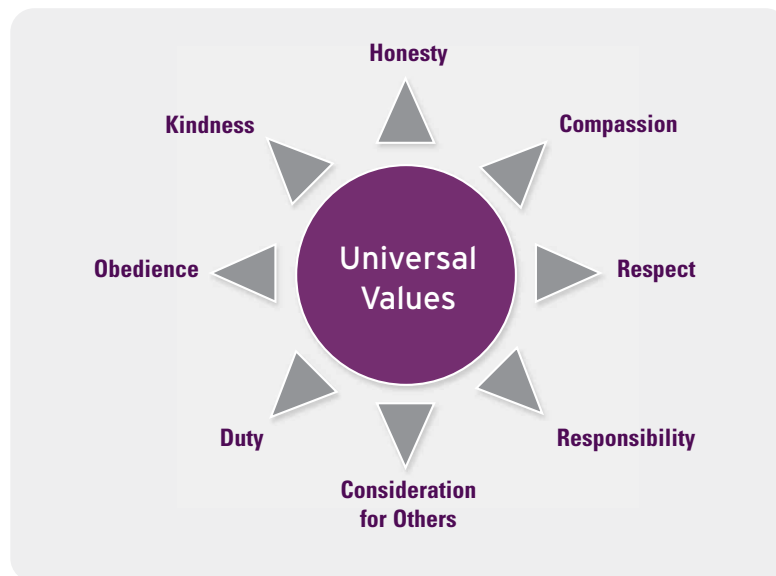 Honesty
Kindness
Compassion
Obedience
Universal
Values
Respect
Duty
Responsibility
Consideration
for Others